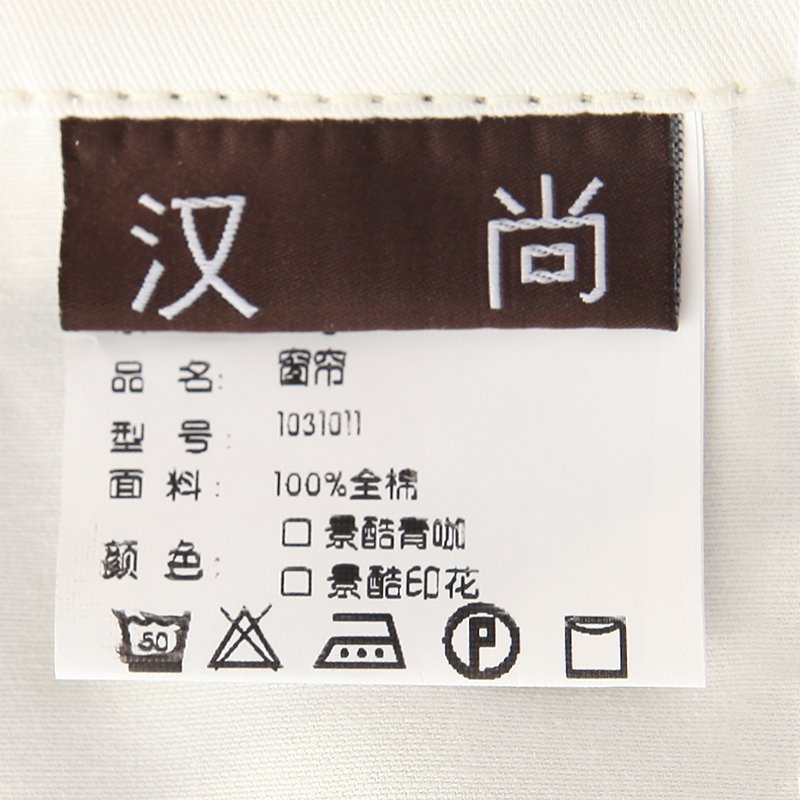 汉尚
品名: 窗帘
型号: 1031011
面料: 100%全棉
颜色: □ 景酷青咖
□ 景酷印花
50 P